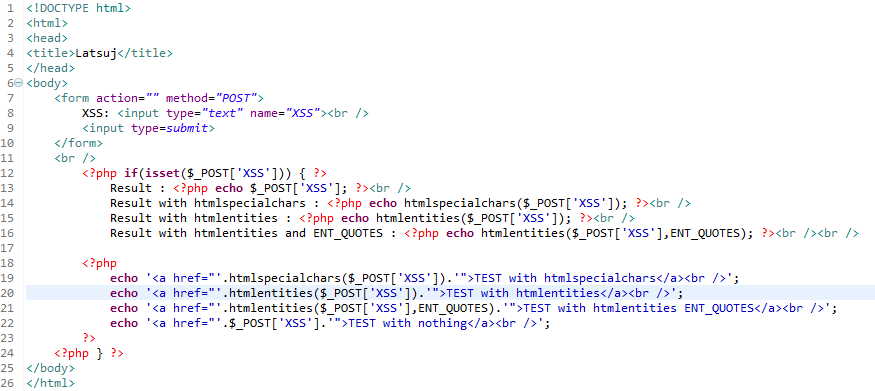 1 <!DOCTYPE html>
2 <html>
3 <head>
4 <title>Latsuj</title>
5 </head>
6 <body>
7 <form action="" method="POST">
8 XSS: <input type="text" name="XSS"><br />
9 <input type=submit>
10 </form>
11 <br />
12 <?php if(isset($_POST['XSS'])) { ?>
13 Result : <?php echo $_POST['XSS']; ?><br />
14 Result with htmlspecialchars : <?php echo htmlspecialchars($_POST['XSS']); ?><br />
15 Result with htmlentities : <?php echo htmlentities($_POST['XSS']); ?><br />
16 Result with htmlentities and ENT_QUOTES : <?php echo htmlentities($_POST['XSS'],ENT_QUOTES); ?><br /><br />
17
18 <?php
19 echo '<a href="'.htmlspecialchars($_POST['XSS']).'">TEST with htmlspecialchars</a><br />';
20 echo '<a href="'.htmlentities($_POST['XSS']).'">TEST with htmlentities</a><br />';
21 echo '<a href="'.htmlentities($_POST['XSS'],ENT_QUOTES).'">TEST with htmlentities ENT_QUOTES</a><br />';
22 echo '<a href="'.$_POST['XSS'].'">TEST with nothing</a><br />';
23 ?>
24 <?php } ?>
25 </body>
26 </html>